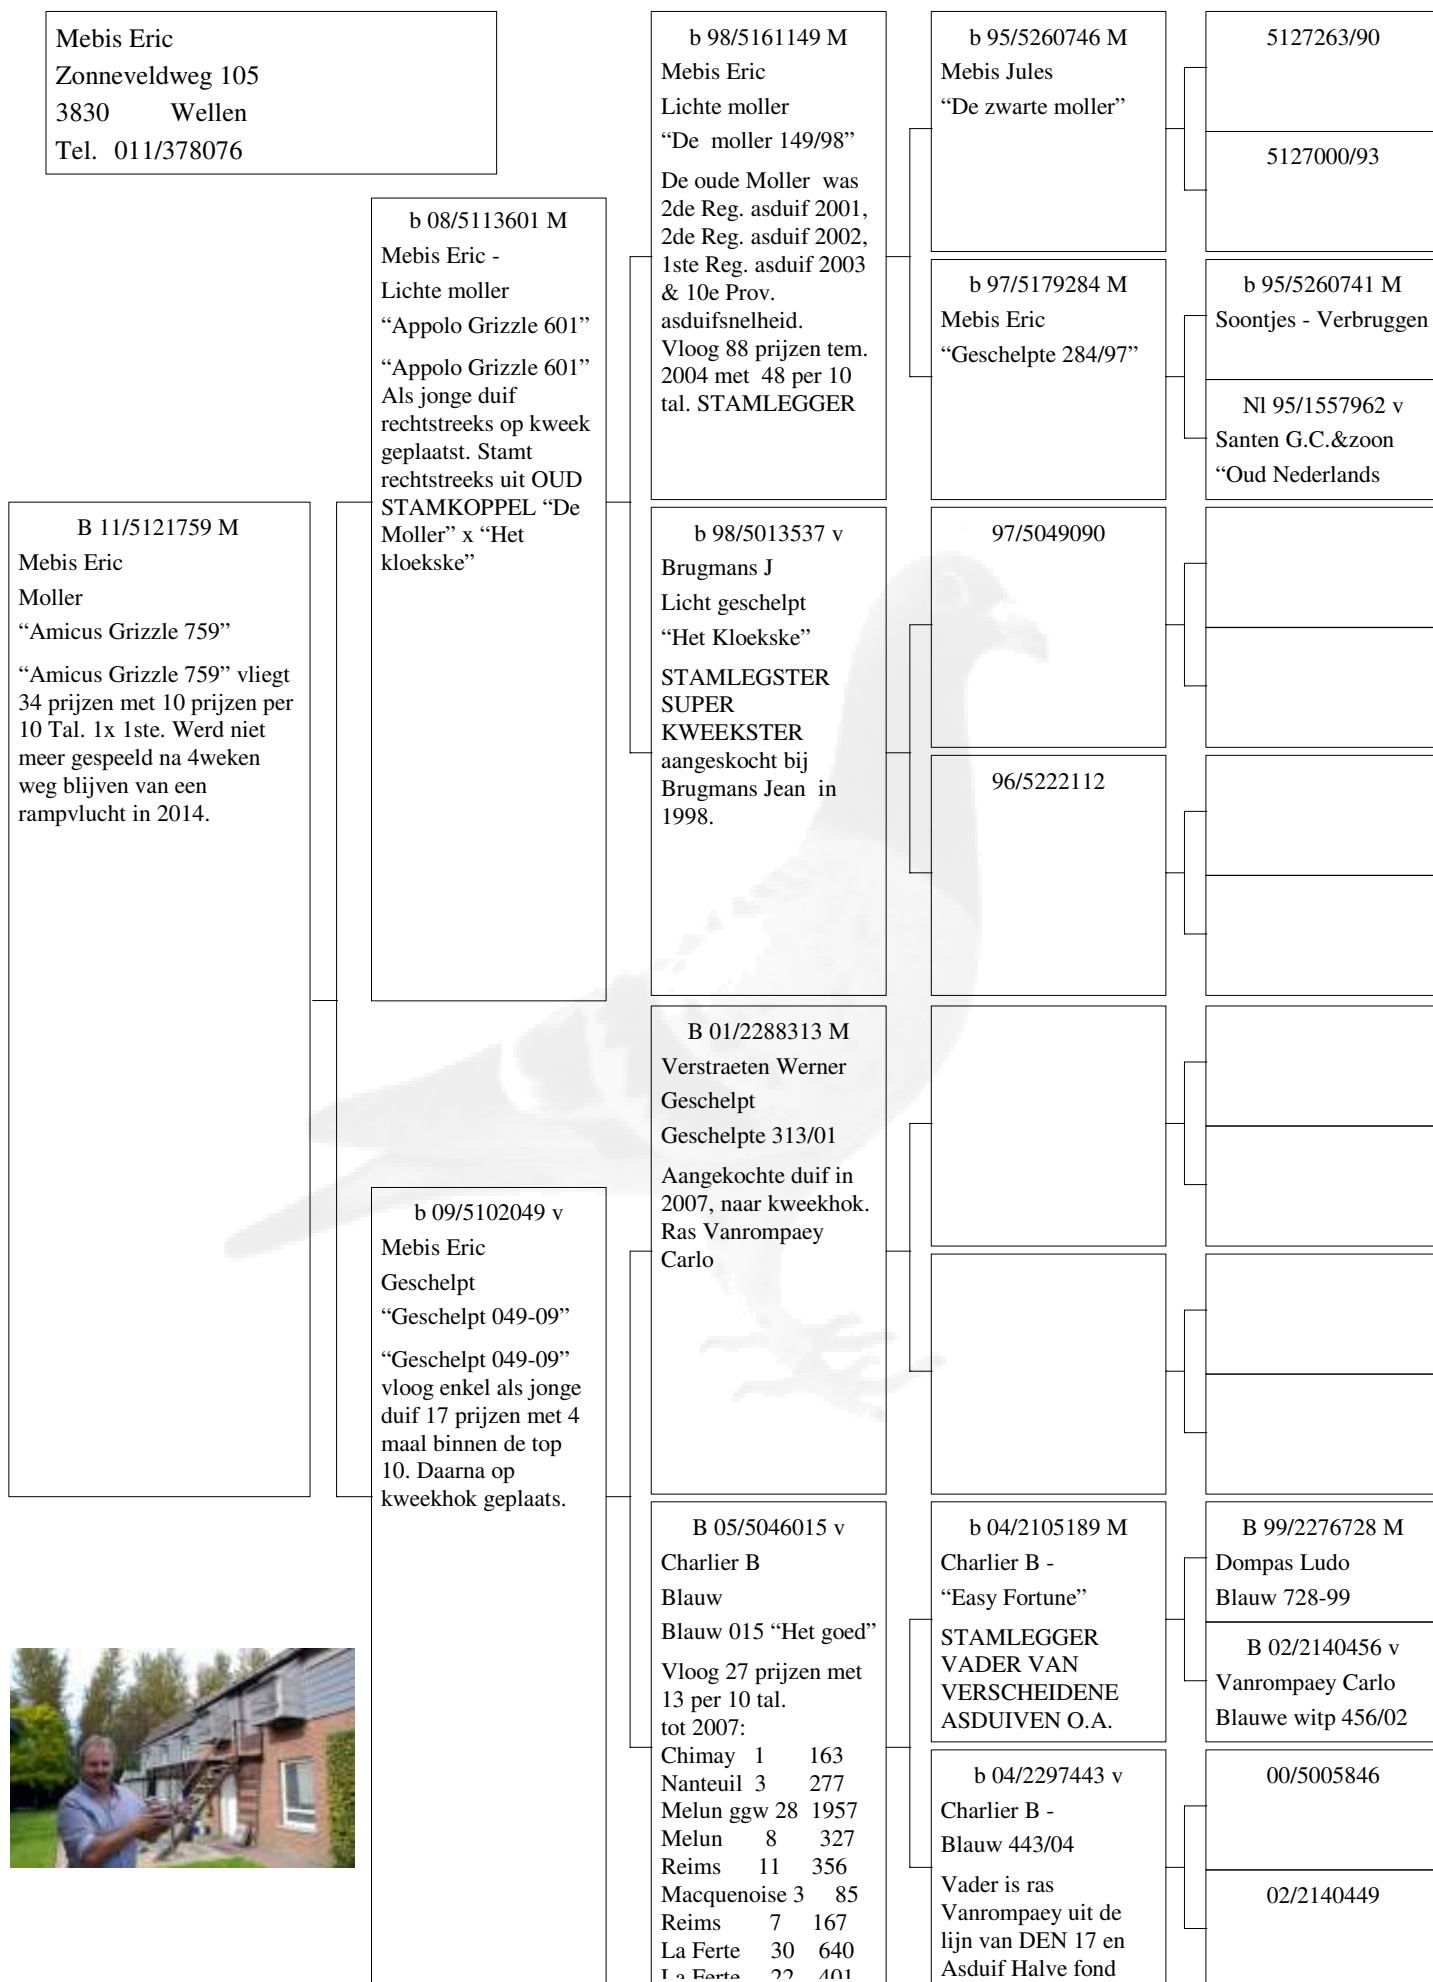 Mebis Eric
Zonneveldweg 105
3830 Wellen
Tel. 011/378076
B 11/5121759 M
Mebis Eric
Moller
“Amicus Grizzle 759”
“Amicus Grizzle 759” vliegt
34 prijzen met 10 prijzen per
10 Tal. 1x 1ste. Werd niet
meer gespeeld na 4weken
weg blijven van een
rampvlucht in 2014.
b 08/5113601 M
Mebis Eric -
Lichte moller
“Appolo Grizzle 601”
“Appolo Grizzle 601”
Als jonge duif
rechtstreeks op kweek
geplaatst. Stamt
rechtstreeks uit OUD
STAMKOPPEL “De
Moller” x “Het
kloekske”
b 09/5102049 v
Mebis Eric
Geschelpt
“Geschelpt 049-09”
“Geschelpt 049-09”
vloog enkel als jonge
duif 17 prijzen met 4
maal binnen de top
10. Daarna op
kweekhok geplaats.
b 98/5161149 M
Mebis Eric
Lichte moller
“De moller 149/98”
De oude Moller was
2de Reg. asduif 2001,
2de Reg. asduif 2002,
1ste Reg. asduif 2003
& 10e Prov.
asduifsnelheid.
Vloog 88 prijzen tem.
2004 met 48 per 10
tal. STAMLEGGER
b 98/5013537 v
Brugmans J
Licht geschelpt
“Het Kloekske”
STAMLEGSTER
SUPER
KWEEKSTER
aangeskocht bij
Brugmans Jean in
1998.
B 01/2288313 M
Verstraeten Werner
Geschelpt
Geschelpte 313/01
Aangekochte duif in
2007, naar kweekhok.
Ras Vanrompaey
Carlo
B 05/5046015 v
Charlier B
Blauw
Blauw 015 “Het goed”
Vloog 27 prijzen met
13 per 10 tal.
tot 2007:
Chimay 1 163
Nanteuil 3 277
Melun ggw 28 1957
Melun 8 327
Reims 11 356
Macquenoise 3 85
Reims 7 167
La Ferte 30 640
La Ferte 22 401
b 95/5260746 M
Mebis Jules
“De zwarte moller”
b 97/5179284 M
Mebis Eric
“Geschelpte 284/97”
97/5049090
96/5222112
b 04/2105189 M
Charlier B -
“Easy Fortune”
STAMLEGGER
VADER VAN
VERSCHEIDENE
ASDUIVEN O.A.
b 04/2297443 v
Charlier B -
Blauw 443/04
Vader is ras
Vanrompaey uit de
lijn van DEN 17 en
Asduif Halve fond
5127263/90
5127000/93
b 95/5260741 M
Soontjes - Verbruggen
Nl 95/1557962 v
Santen G.C.&zoon
“Oud Nederlands
B 99/2276728 M
Dompas Ludo
Blauw 728-99
B 02/2140456 v
Vanrompaey Carlo
Blauwe witp 456/02
00/5005846
02/2140449